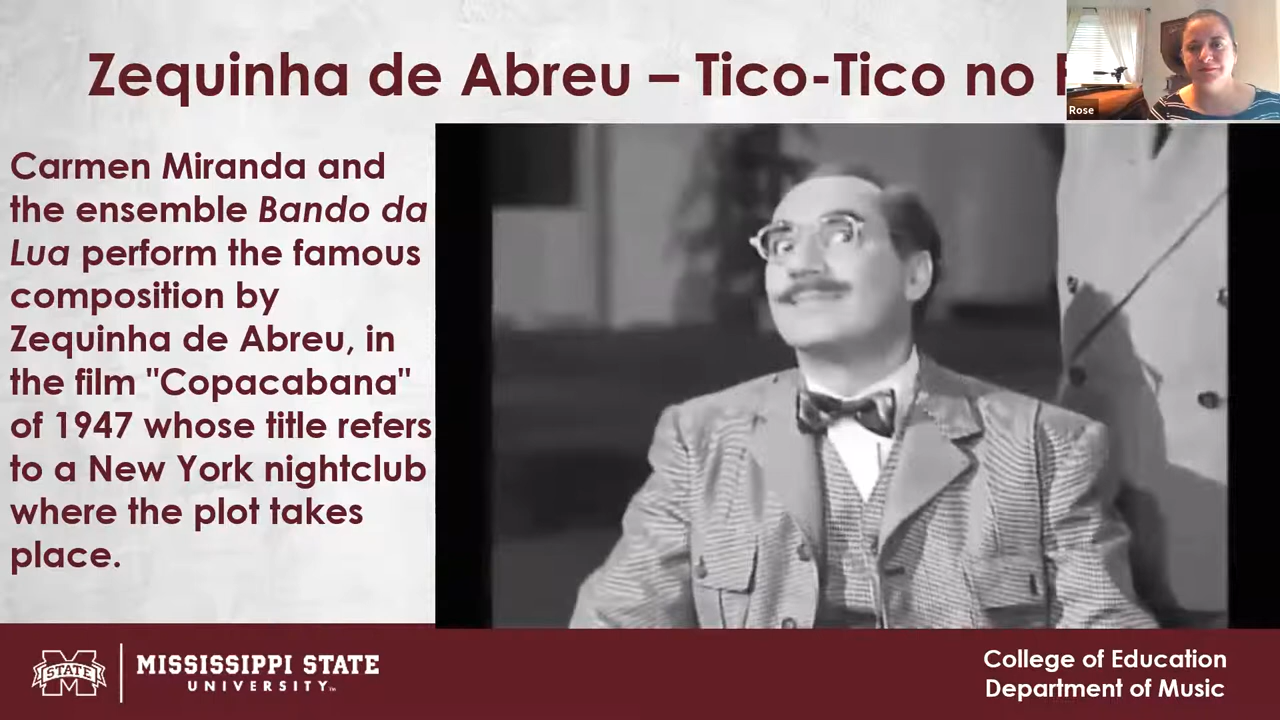 Zequinha de Abreu – Tico-Tico no
Rose
Carmen Miranda and
the ensemble Bando da
Lua perform the famous
composition by
Zequinha de Abreu, in
the film "Copacabana"
of 1947 whose title refers
to a New York nightclub
where the plot takes
place.
STATE
MISSISSIPPI STATE
UNIVERSITY™
College of Education
Department of Music